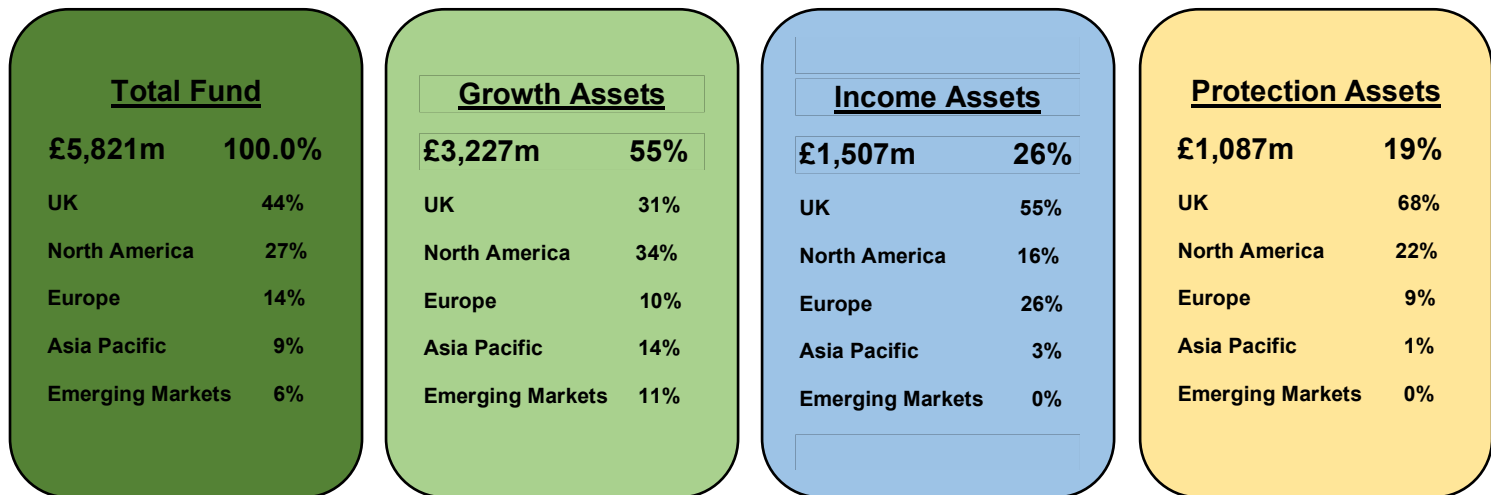 Total Fund
£5,821m 100.0%
UK 44%
North America 27%
Europe 14%
Asia Pacific 9%
Emerging Markets 6%
Growth Assets
£3,227m 55%
UK 31%
North America 34%
Europe 10%
Asia Pacific 14%
Emerging Markets 11%
Income Assets
£1,507m 26%
UK 55%
North America 16%
Europe 26%
Asia Pacific 3%
Emerging Markets 0%
Protection Assets
£1,087m 19%
UK 68%
North America 22%
Europe 9%
Asia Pacific 1%
Emerging Markets 0%